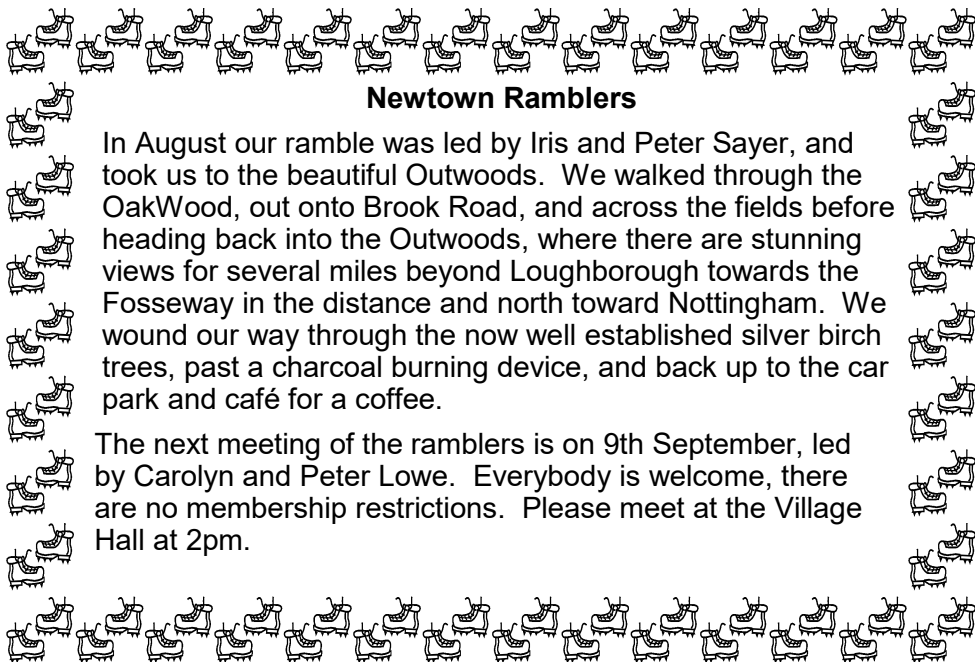 Newtown Ramblers
In August our ramble was led by Iris and Peter Sayer, and
took us to the beautiful Outwoods.  We walked through the
OakWood, out onto Brook Road, and across the fields before
heading back into the Outwoods, where there are stunning
views for several miles beyond Loughborough towards the
Fosseway in the distance and north toward Nottingham.  We
wound our way through the now well established silver birch
trees, past a charcoal burning device, and back up to the car
park and café for a coffee.
The next meeting of the ramblers is on 9th September, led
by Carolyn and Peter Lowe.  Everybody is welcome, there
are no membership restrictions.  Please meet at the Village
Hall at 2pm.